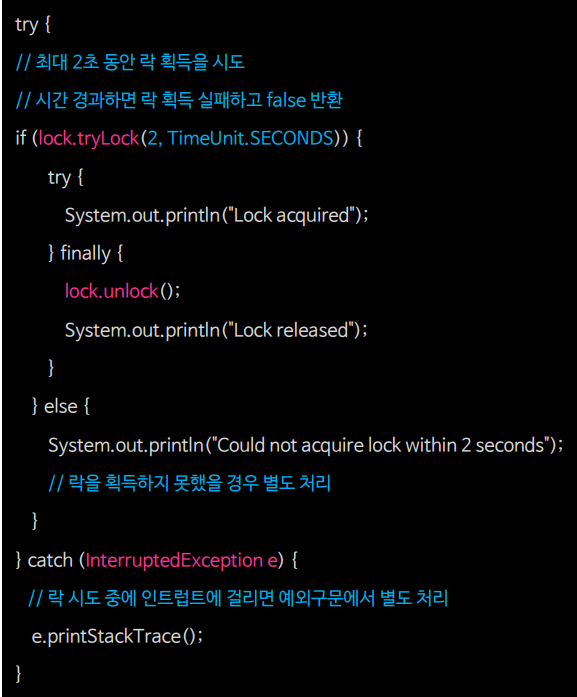 try {
// 최대 2초 동안 락 획득을 시도
// 시간 경과하면 락 획득 실패하고 false 반환
if (lock.tryLock(2, TimeUnit.SECONDS)) {
try {
System.out.println("Lock acquired");
} finally {
lock.unlock();
System.out.println("Lock released");
}
} else {
System.out.println("Could not acquire lock within 2 seconds");
// 락을 획득하지 못했을 경우 별도 처리
}
} catch (InterruptedException e) {
// 락 시도 중에 인트럽트에 걸리면 예외구문에서 별도 처리
e.printStackTrace();
}